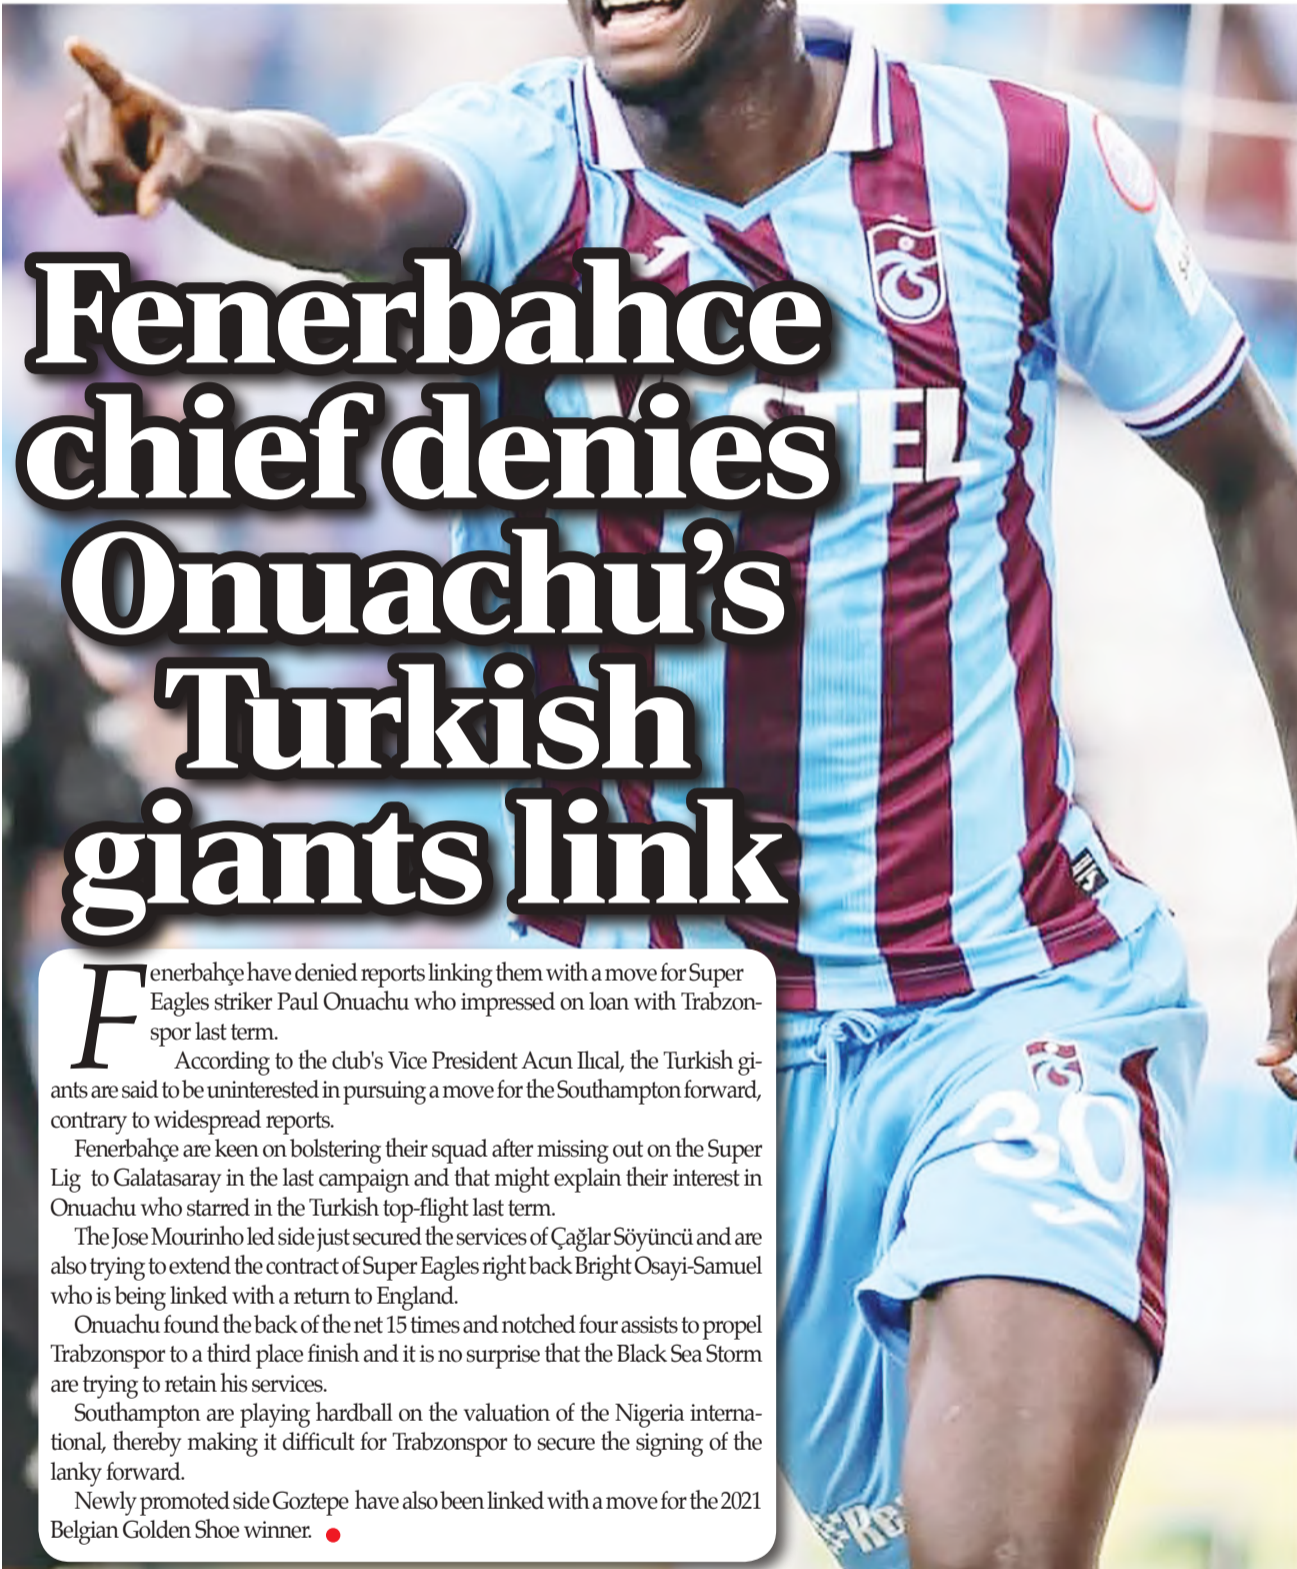 Fenerbahce
chief denies
Onuachu’s
Turkish
giants link
STEL
30
Fenerbahçe have denied reports linking them with a move for Super
Eagles striker Paul Onuachu who impressed on loan with Trabzon-
spor last term.
According to the club's Vice President Acun Ilıcal, the Turkish gi-
ants are said to be uninterested in pursuing a move for the Southampton forward,
contrary to widespread reports.
Fenerbahçe are keen on bolstering their squad after missing out on the Super
Lig to Galatasaray in the last campaign and that might explain their interest in
Onuachu who starred in the Turkish top-flight last term.
The Jose Mourinho led side just secured the services of Çağlar Söyüncü and are
also trying to extend the contract of Super Eagles right back Bright Osayi-Samuel
who is being linked with a return to England.
Onuachu found the back of the net 15 times and notched four assists to propel
Trabzonspor to a third place finish and it is no surprise that the Black Sea Storm
are trying to retain his services.
Southampton are playing hardball on the valuation of the Nigeria interna-
tional, thereby making it difficult for Trabzonspor to secure the signing of the
lanky forward.
Newly promoted side Goztepe have also been linked with a move for the 2021
Belgian Golden Shoe winner.